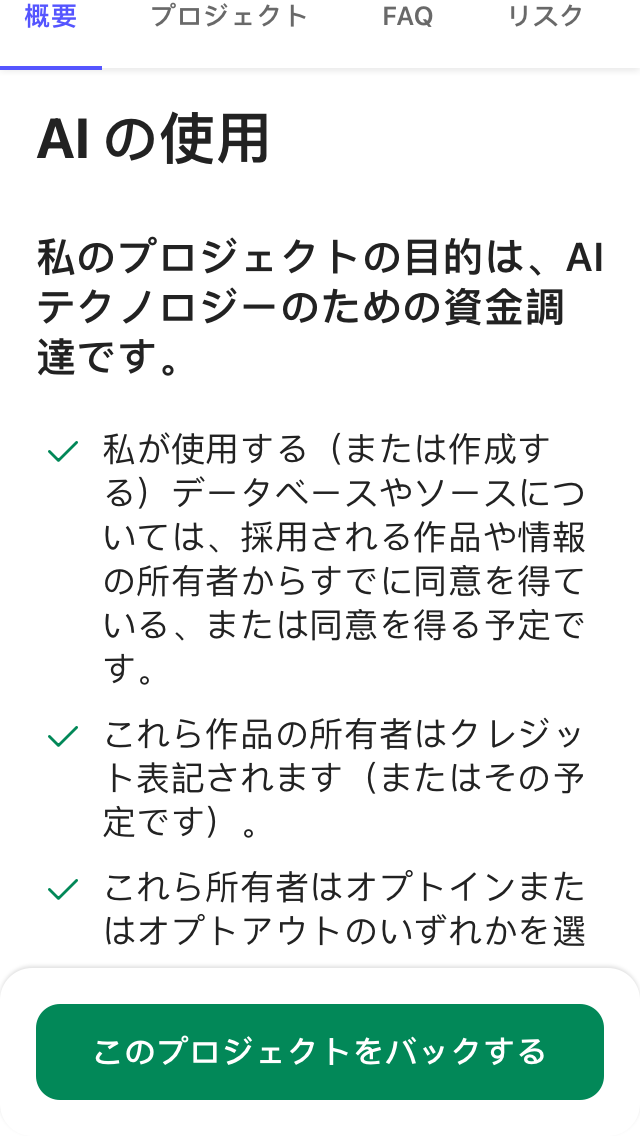 概要 プロジェクト FAQ リスク
AI の使用
私のプロジェクトの目的は、AI
テクノロジーのための資金調
達です。
私が使用する（または作成す
る）データベースやソースにつ
いては、採用される作品や情報
の所有者からすでに同意を得て
いる、または同意を得る予定で
す。
これら作品の所有者はクレジッ
ト表記されます（またはその予
定です）。
これら所有者はオプトインまた
はオプトアウトのいずれかを選
このプロジェクトをバックする